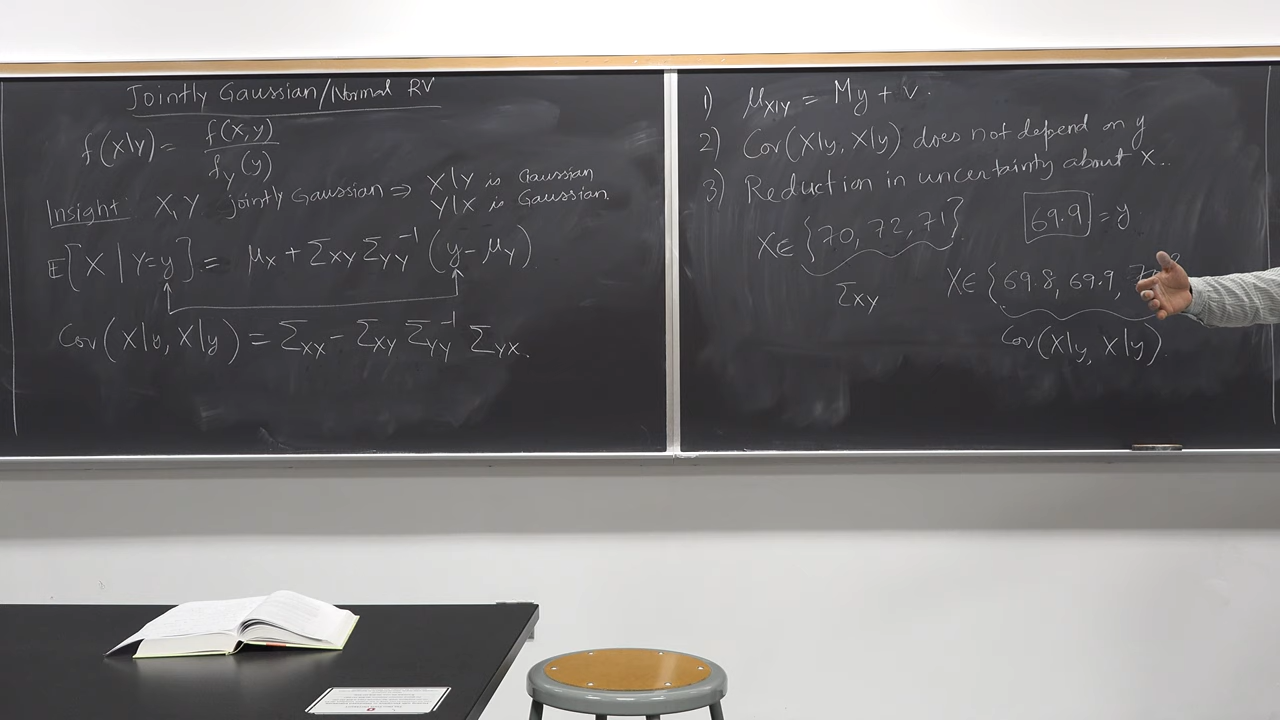 Jointly Gaussian/Normal RV
f(x|y) = f(x,y) / f_Y(y)
Insight: X, Y jointly Gaussian ⇒ X|Y is Gaussian
Y|X is Gaussian.
E[X | Y=y] = μ_X + Σ_XY Σ_YY^-1 (y - μ_Y)
Cov(X|y, X|y) = Σ_XX - Σ_XY Σ_YY^-1 Σ_YX.
1) μ_X|Y = My + v.
2) Cov(X|y, X|y) does not depend on y
3) Reduction in uncertainty about X..
X ∈ {70, 72, 71}
69.9 = y
Σ_XY
X ∈ {69.8, 69.9,
Cov(X|y, X|y)